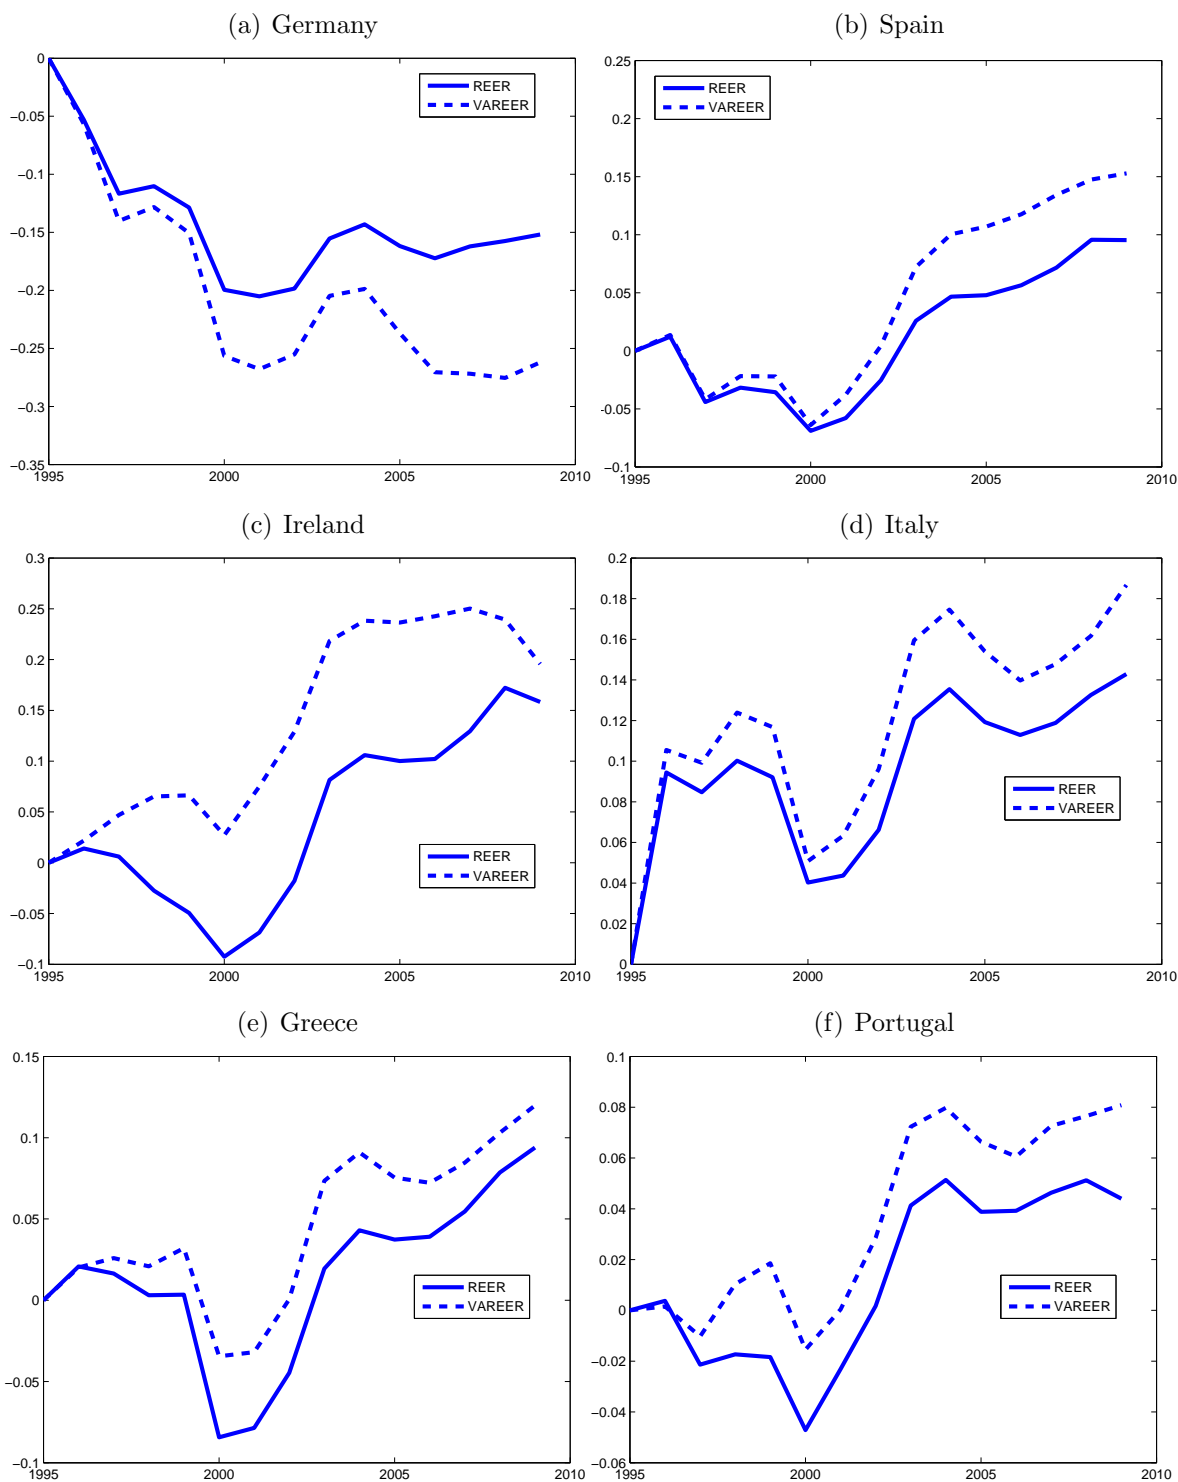 (a) Germany
0
−0.05
−0.1
−0.15
−0.2
−0.25
−0.3
−0.35
1995 2000 2005 2010
REER
VAREER
(b) Spain
0.25
0.2
0.15
0.1
0.05
0
−0.05
−0.1
1995 2000 2005 2010
REER
VAREER
(c) Ireland
0.3
0.25
0.2
0.15
0.1
0.05
0
−0.05
−0.1
1995 2000 2005 2010
REER
VAREER
(d) Italy
0.2
0.18
0.16
0.14
0.12
0.1
0.08
0.06
0.04
0.02
0
1995 2000 2005 2010
REER
VAREER
(e) Greece
0.15
0.1
0.05
0
−0.05
−0.1
1995 2000 2005 2010
REER
VAREER
(f) Portugal
0.1
0.08
0.06
0.04
0.02
0
−0.02
−0.04
−0.06
1995 2000 2005 2010
REER
VAREER